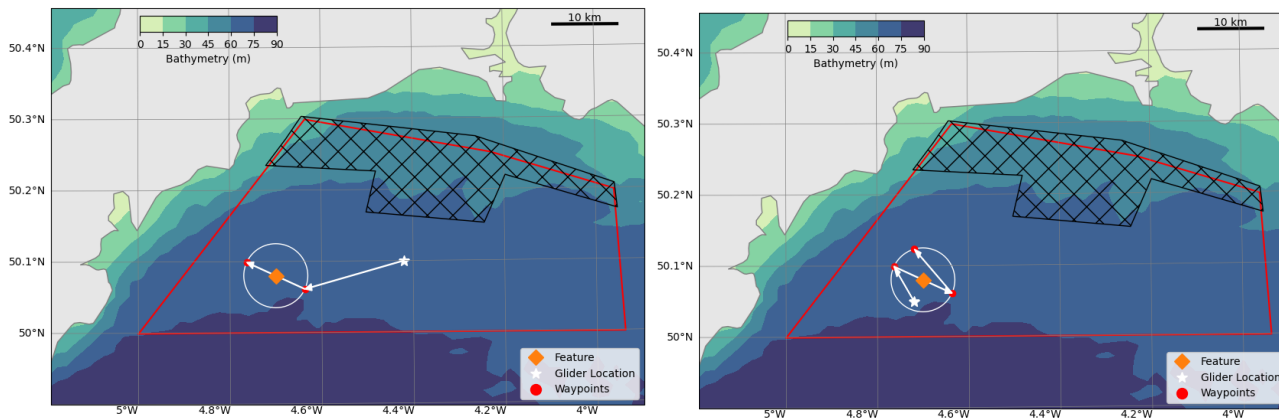 10 km
0 15 30 45 60 75 90
Bathymetry (m)
50.4°N
50.3°N
50.2°N
50.1°N
50°N
Feature
Glider Location
Waypoints
5°W 4.8°W 4.6°W 4.4°W 4.2°W 4°W
10 km
0 15 30 45 60 75 90
Bathymetry (m)
50.4°N
50.3°N
50.2°N
50.1°N
50°N
Feature
Glider Location
Waypoints
5°W 4.8°W 4.6°W 4.4°W 4.2°W 4°W